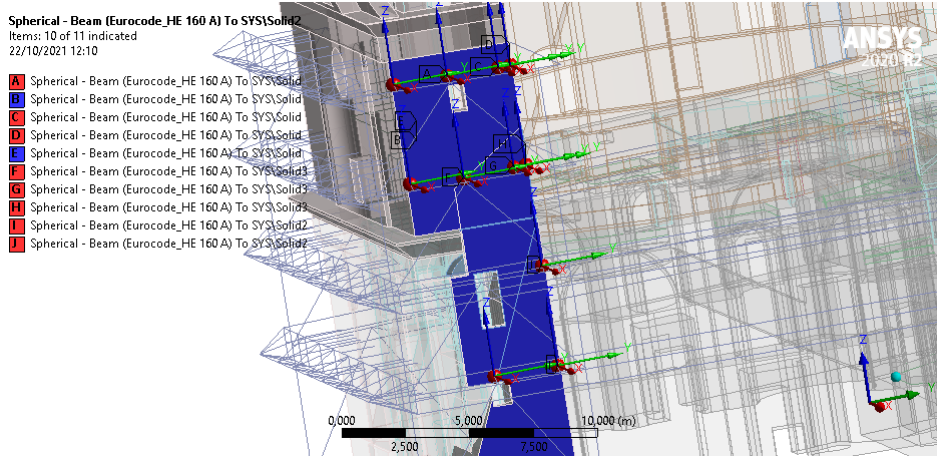 Spherical - Beam (Eurocode_HE 160 A) To SYS\Solid2
Items: 10 of 11 indicated
22/10/2021 12:10
A Spherical - Beam (Eurocode_HE 160 A) To SYS\Solid
B Spherical - Beam (Eurocode_HE 160 A) To SYS\Solid
C Spherical - Beam (Eurocode_HE 160 A) To SYS\Solid
D Spherical - Beam (Eurocode_HE 160 A) To SYS\Solid
E Spherical - Beam (Eurocode_HE 160 A) To SYS\Solid
F Spherical - Beam (Eurocode_HE 160 A) To SYS\Solid3
G Spherical - Beam (Eurocode_HE 160 A) To SYS\Solid3
H Spherical - Beam (Eurocode_HE 160 A) To SYS\Solid3
I Spherical - Beam (Eurocode_HE 160 A) To SYS\Solid2
J Spherical - Beam (Eurocode_HE 160 A) To SYS\Solid2
ANSYS
2020 R2
Z
Z
Z
D
Y
A
Y
C
X
Z
Z
E
B
H
Y
G
F
X
Z
Y
X
Z
Y
X
Z
Y
X
0,000
5,000
10,000 (m)
2,500
7,500